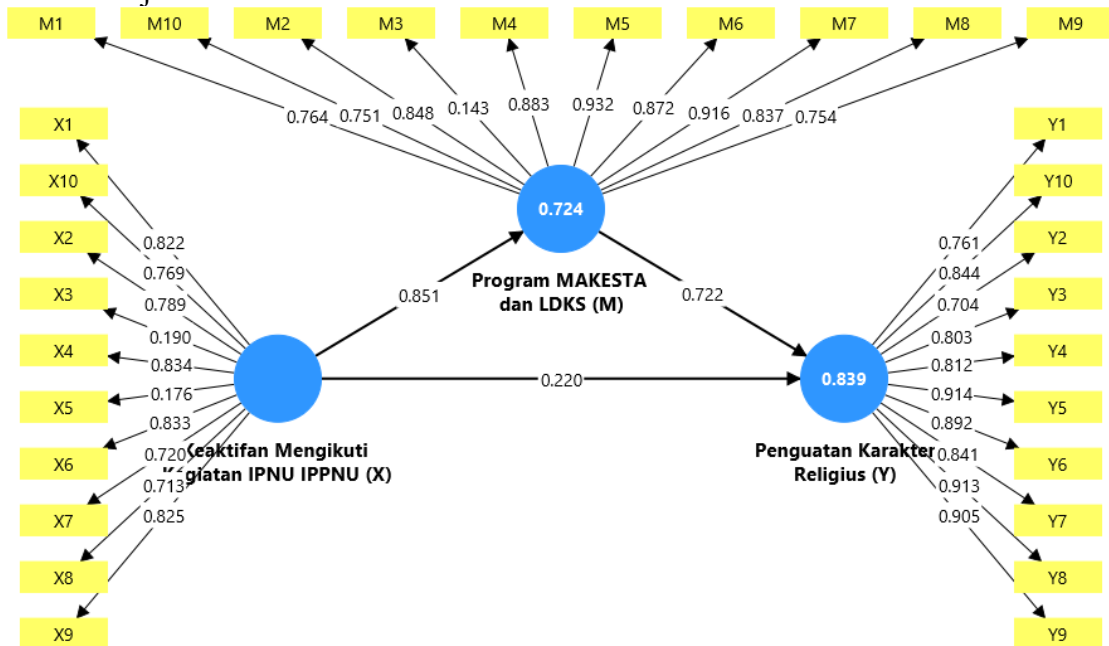 M1 M10 M2 M3 M4 M5 M6 M7 M8 M9
0.764 0.751 0.848 0.143 0.883 0.932 0.872 0.916 0.837 0.754
X1
X10
X2
X3
X4
X5
X6
X7
X8
X9
0.822
0.769
0.789
0.190
0.834
0.176
0.833
0.720
0.713
0.825
0.724
Program MAKESTA
dan LDKS (M)
0.851
0.722
0.220
Keaktifan Mengikuti
Kegiatan IPNU IPPNU (X)
0.839
Penguatan Karakter
Religius (Y)
0.761
0.844
0.704
0.803
0.812
0.914
0.892
0.841
0.913
0.905
Y1
Y10
Y2
Y3
Y4
Y5
Y6
Y7
Y8
Y9